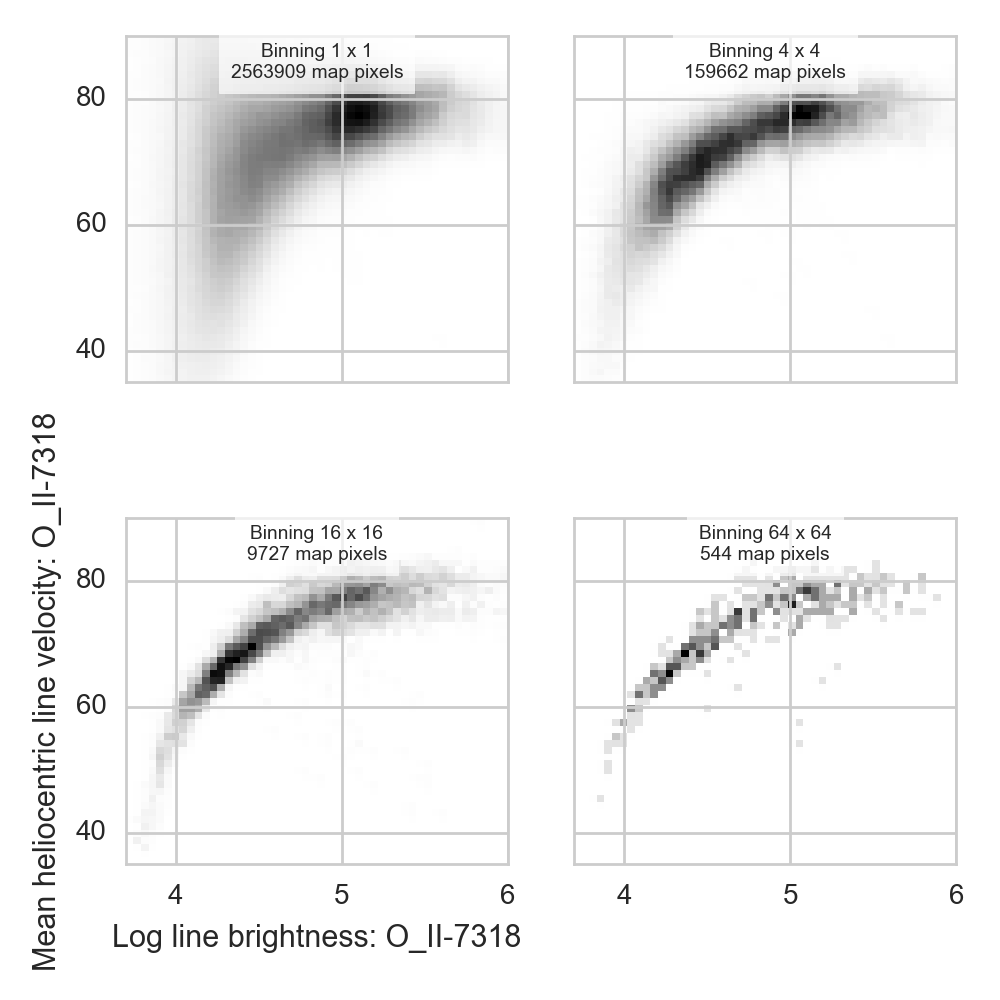 Binning 1 x 1
2563909 map pixels
Binning 4 x 4
159662 map pixels
80
60
40
Mean heliocentric line velocity: O_II-7318
Binning 16 x 16
9727 map pixels
Binning 64 x 64
544 map pixels
80
60
40
4
5
6
4
5
6
Log line brightness: O_II-7318